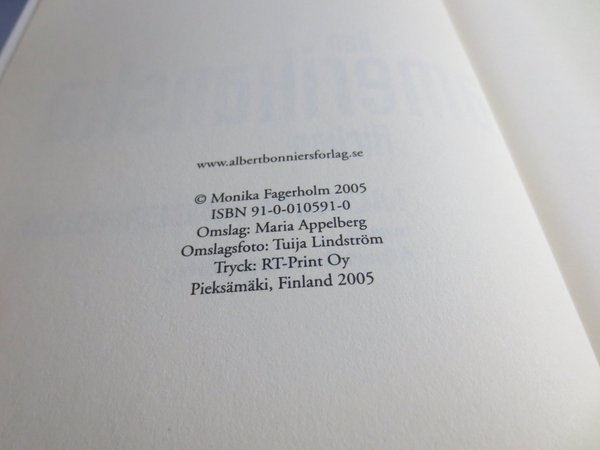 www.albertbonniersforlag.se
© Monika Fagerholm 2005
ISBN 91-0-010591-0
Omslag: Maria Appelberg
Omslagsfoto: Tuija Lindström
Tryck: RT-Print Oy
Pieksämäki, Finland 2005